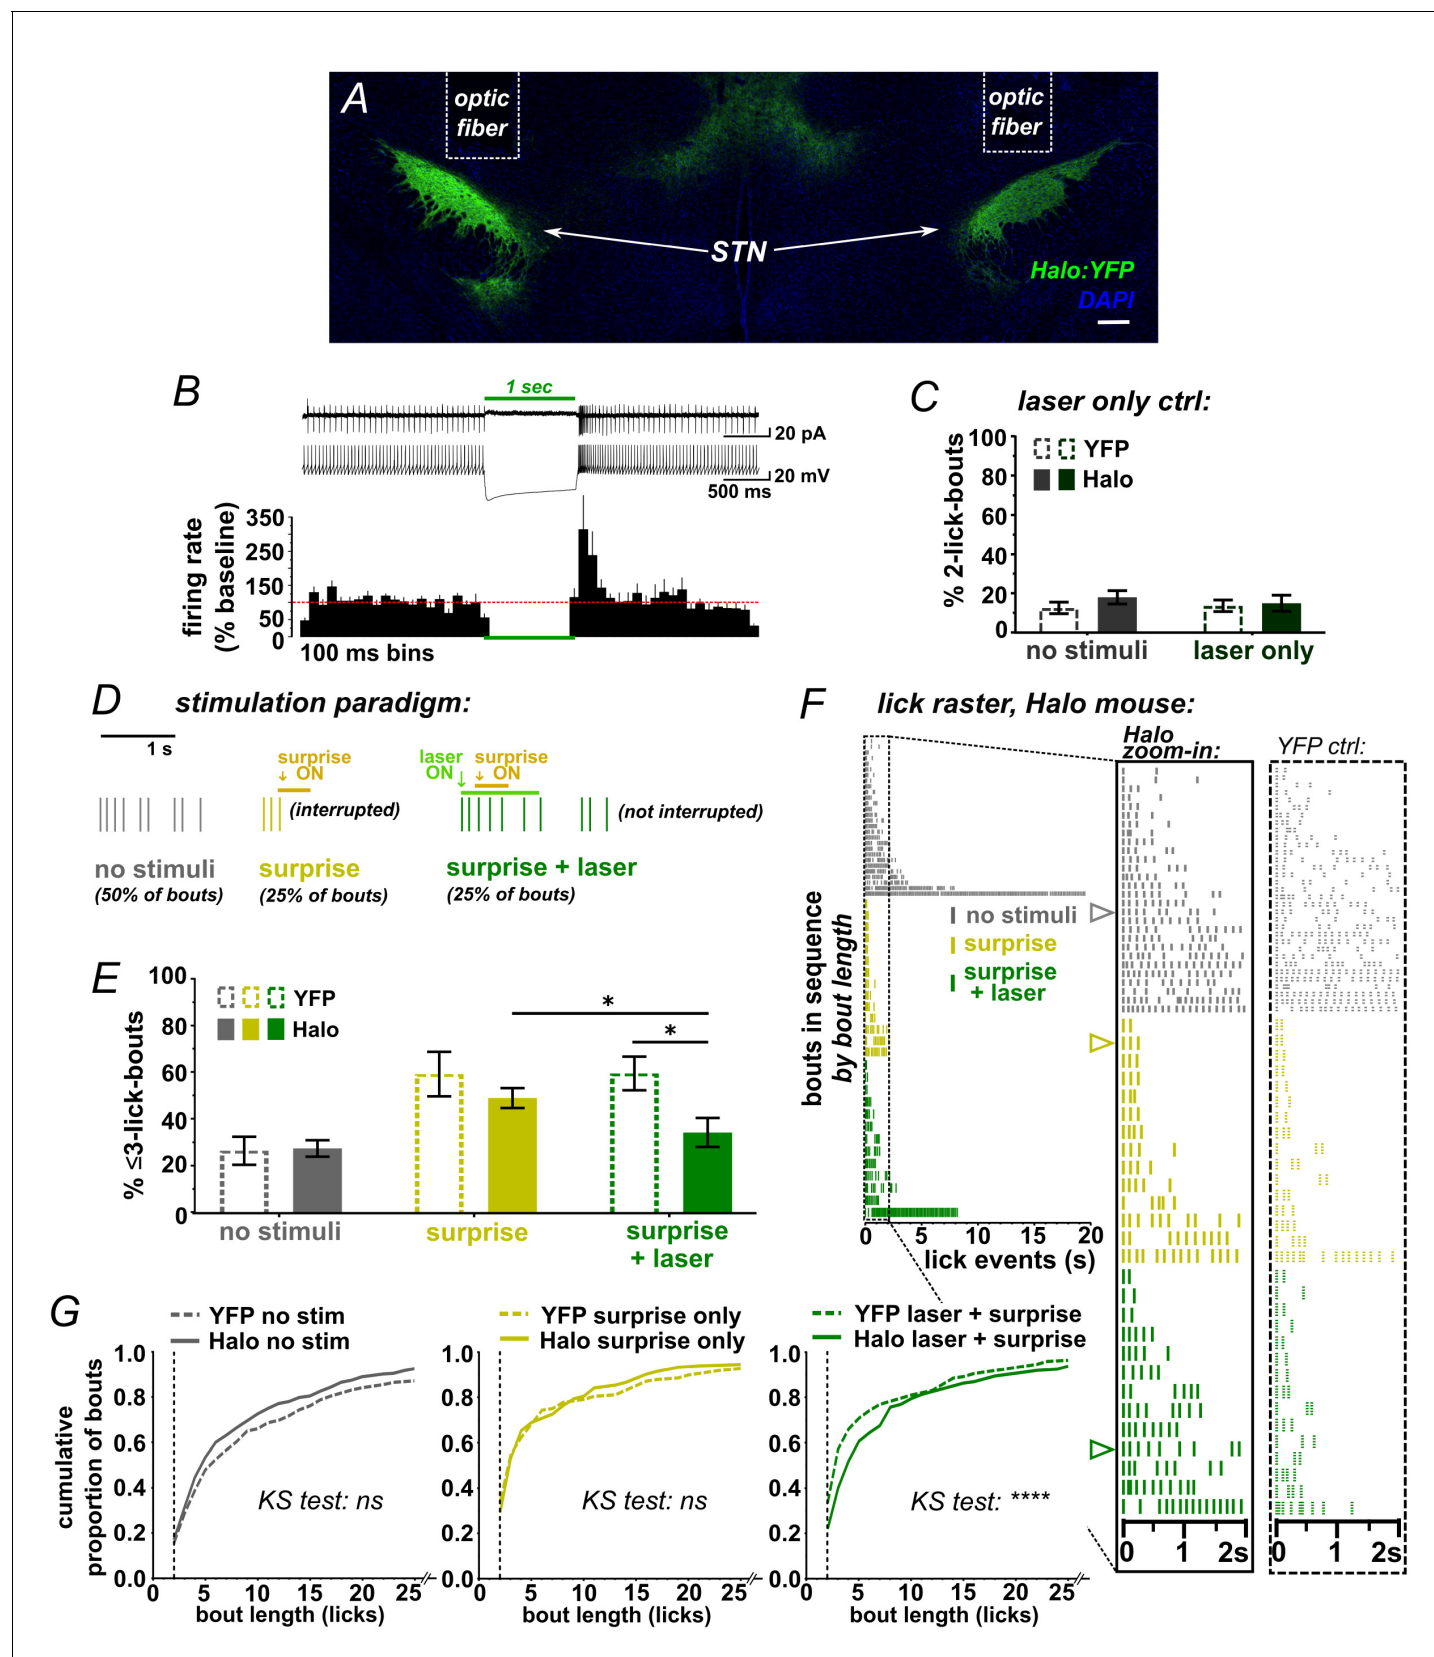 A
optic
fiber
optic
fiber
STN
Halo:YFP
DAPI
B
1 sec
20 pA
20 mV
500 ms
firing rate
(% baseline)
350
250
150
50
0
100 ms bins
C
laser only ctrl:
% 2-lick-bouts
100
80
60
40
20
0
YFP
Halo
no stimuli
laser only
D
stimulation paradigm:
1 s
surprise
↓ ON
(interrupted)
laser
ON ↓
surprise
↓ ON
(not interrupted)
no stimuli
(50% of bouts)
surprise
(25% of bouts)
surprise + laser
(25% of bouts)
E
% ≤3-lick-bouts
100
80
60
40
20
0
YFP
Halo
*
*
no stimuli
surprise
surprise
+ laser
F
lick raster, Halo mouse:
Halo
zoom-in:
YFP ctrl:
bouts in sequence
by bout length
no stimuli
surprise
surprise
+ laser
0 5 10 15 20
lick events (s)
0 1 2s
0 1 2s
G
YFP no stim
Halo no stim
YFP surprise only
Halo surprise only
YFP laser + surprise
Halo laser + surprise
cumulative
proportion of bouts
1.0
0.8
0.6
0.4
0.2
0.0
KS test: ns
0 5 10 15 20 25
bout length (licks)
1.0
0.8
0.6
0.4
0.2
0.0
KS test: ns
0 5 10 15 20 25
bout length (licks)
1.0
0.8
0.6
0.4
0.2
0.0
KS test: ****
0 5 10 15 20 25
bout length (licks)